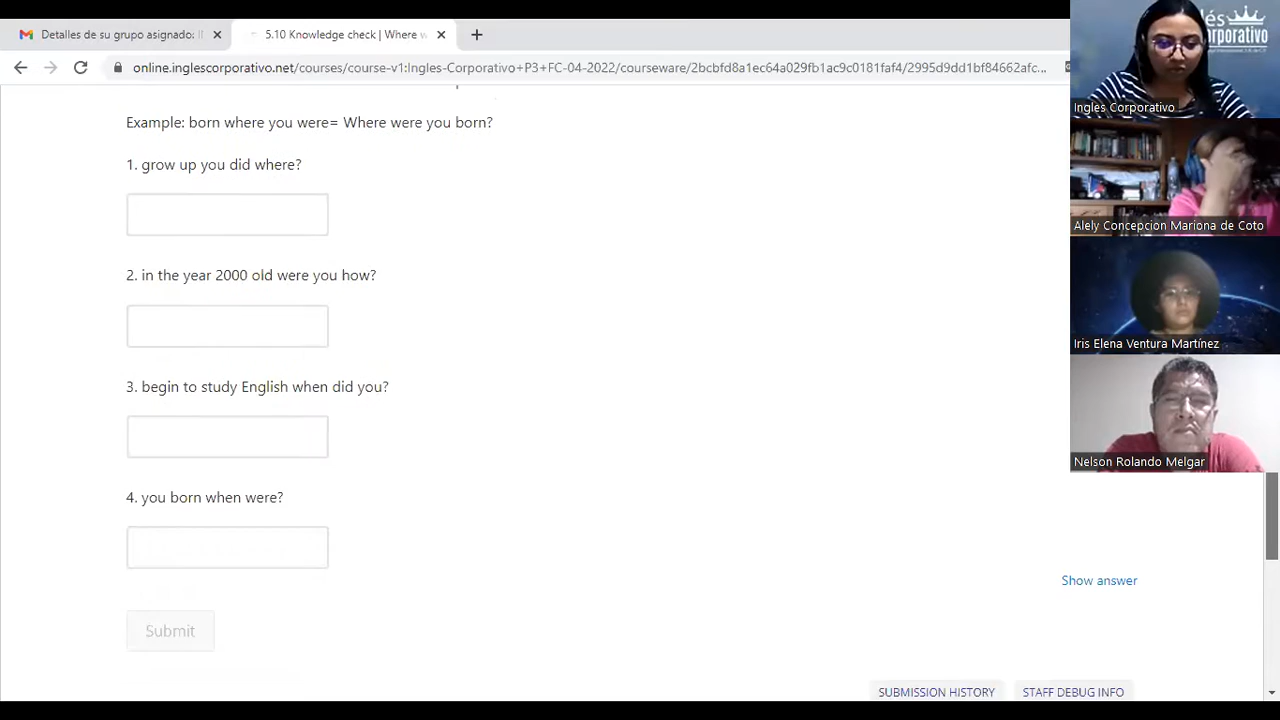 Detalles de su grupo asignado: I
5.10 Knowledge check | Where w
online.inglescorporativo.net/courses/course-v1:Ingles-Corporativo+P3+FC-04-2022/courseware/2bcbfd8a1ec64a029fb1ac9c0181faf4/2995d9dd1bf84662afc...
Example: born where you were= Where were you born?
1. grow up you did where?
2. in the year 2000 old were you how?
3. begin to study English when did you?
4. you born when were?
Show answer
Submit
SUBMISSION HISTORY
STAFF DEBUG INFO
Ingles Corporativo
Alely Concepcion Mariona de Coto
Iris Elena Ventura Martínez
Nelson Rolando Melgar